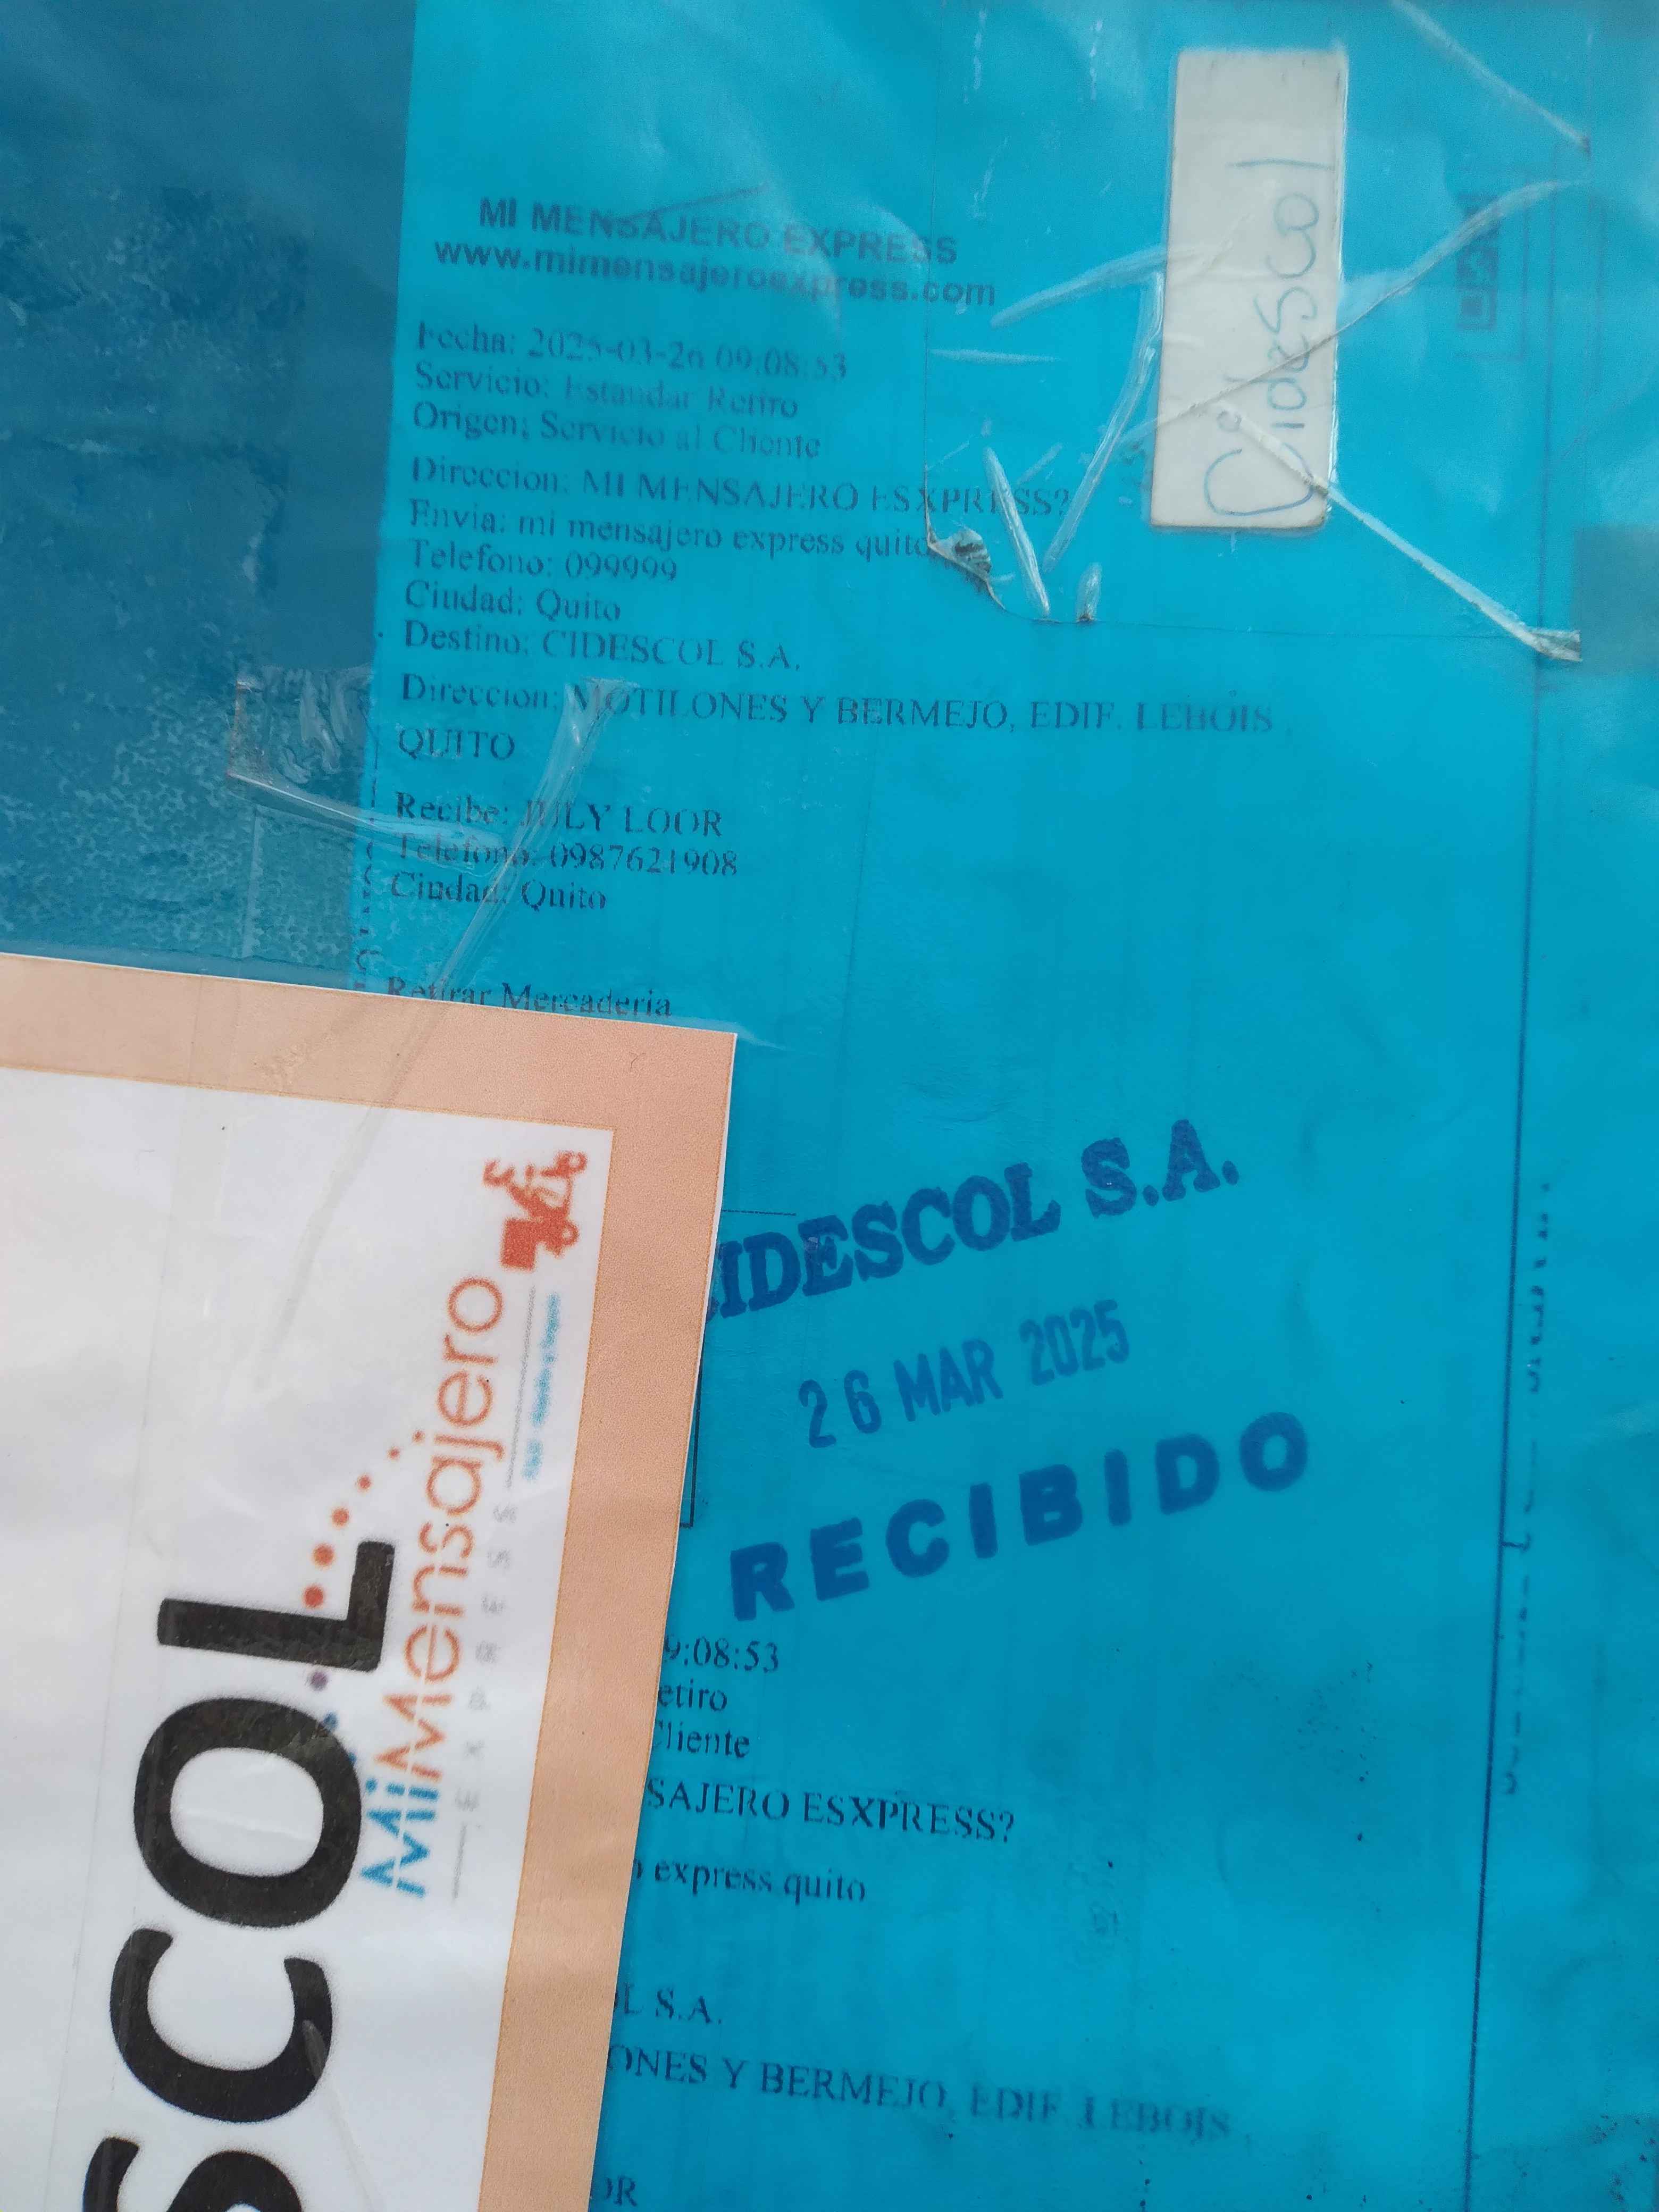 MI MENSAJERO EXPRESS
www.mimensajeroexpress.com
Fecha: 2025-03-26 09:08:53
Servicio: Estandar Retiro
Origen: Servicio al Cliente
Direccion: MI MENSAJERO ESXPRESS?
Envia: mi mensajero express quito
Telefono: 099999
Ciudad: Quito
Destino: CIDESCOL S.A.
Direccion: MOTILONES Y BERMEJO, EDIF. LEBOIS
QUITO
Recibe: JULY LOOR
Telefono: 0987621908
Ciudad: Quito
Retirar Mercaderia
Cidescol
IDESCOL S.A.
26 MAR 2025
RECIBIDO
9:08:53
etiro
Cliente
SAJERO ESXPRESS?
express quito
L S.A.
ONES Y BERMEJO, EDIF. LEBOIS
OR
SCOL
MiMensajero
EXPRESS